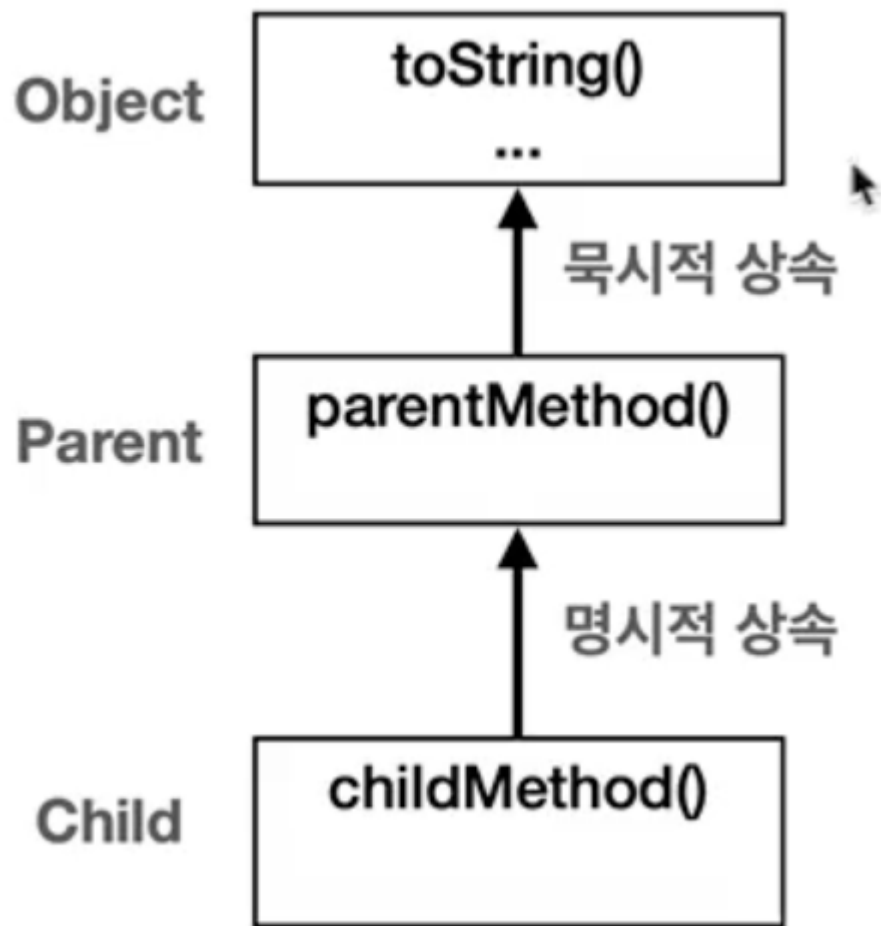 Object
toString()
...
묵시적 상속
Parent
parentMethod()
명시적 상속
Child
childMethod()